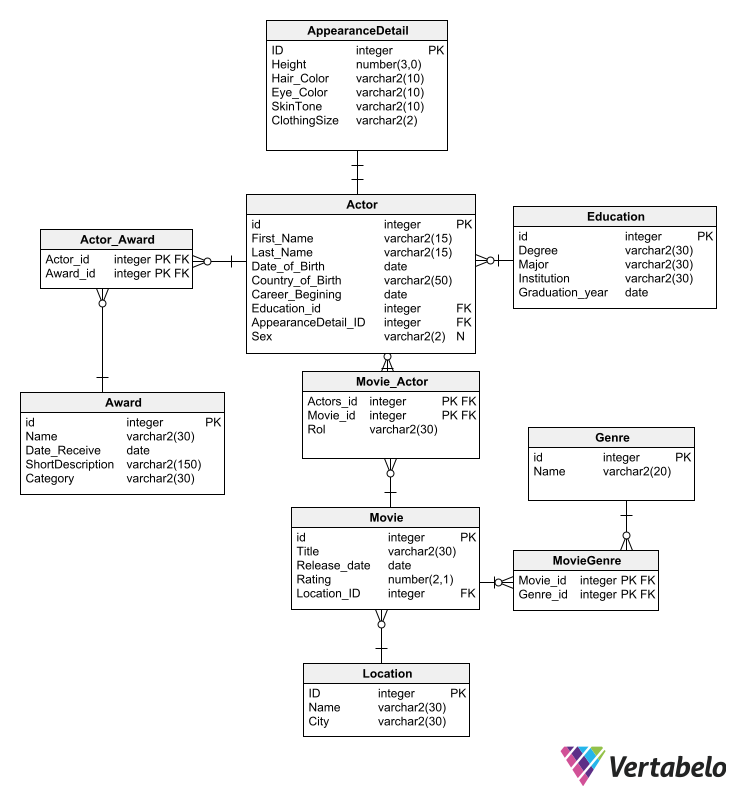 AppearanceDetail
ID integer PK
Height number(3,0)
Hair_Color varchar2(10)
Eye_Color varchar2(10)
SkinTone varchar2(10)
ClothingSize varchar2(2)
Actor
id integer PK
First_Name varchar2(15)
Last_Name varchar2(15)
Date_of_Birth date
Country_of_Birth varchar2(50)
Career_Begining date
Education_id integer FK
AppearanceDetail_ID integer FK
Sex varchar2(2) N
Education
id integer PK
Degree varchar2(30)
Major varchar2(30)
Institution varchar2(30)
Graduation_year date
Actor_Award
Actor_id integer PK FK
Award_id integer PK FK
Award
id integer PK
Name varchar2(30)
Date_Receive date
ShortDescription varchar2(150)
Category varchar2(30)
Movie_Actor
Actors_id integer PK FK
Movie_id integer PK FK
Rol varchar2(30)
Genre
id integer PK
Name varchar2(20)
Movie
id integer PK
Title varchar2(30)
Release_date date
Rating number(2,1)
Location_ID integer FK
MovieGenre
Movie_id integer PK FK
Genre_id integer PK FK
Location
ID integer PK
Name varchar2(30)
City varchar2(30)
Vertabelo